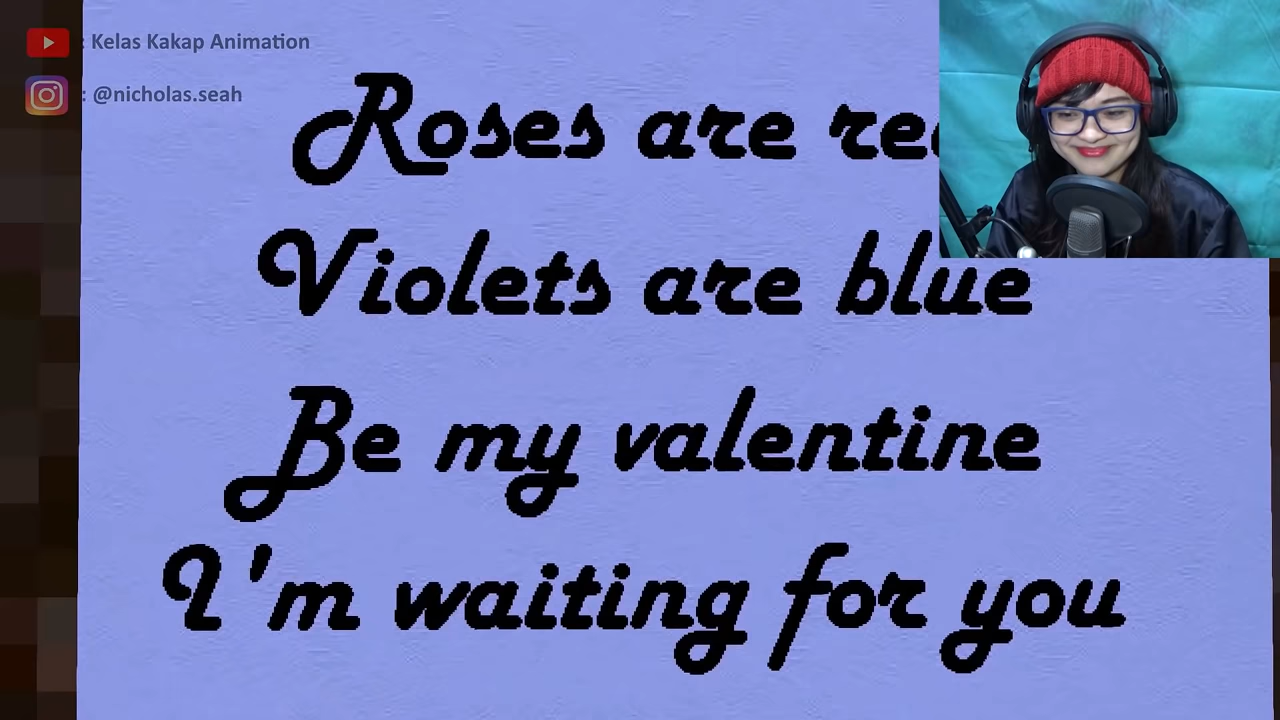 : Kelas Kakap Animation
: @nicholas.seah
Roses are
Violets are blue
Be my valentine
I'm waiting for you